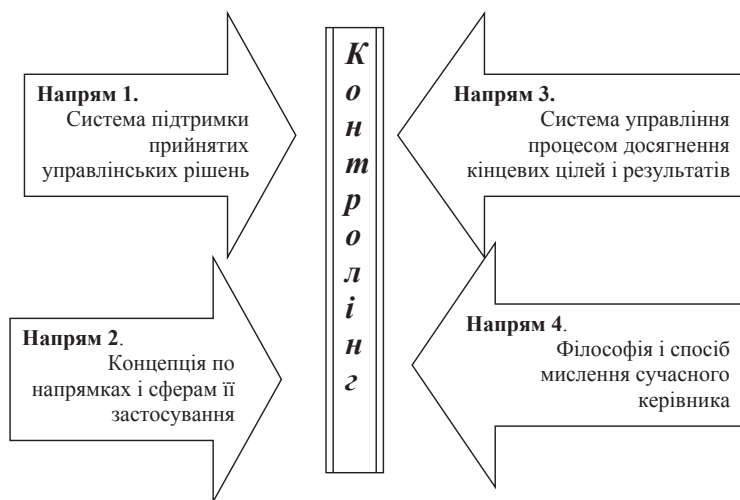 Напрям 1.
Система підтримки
прийнятих
управлінських рішень
Напрям 2.
Концепція по
напрямках і сферам її
застосування
Контролінг
Напрям 3.
Система управління
процесом досягнення
кінцевих цілей і результатів
Напрям 4.
Філософія і спосіб
мислення сучасного
керівника